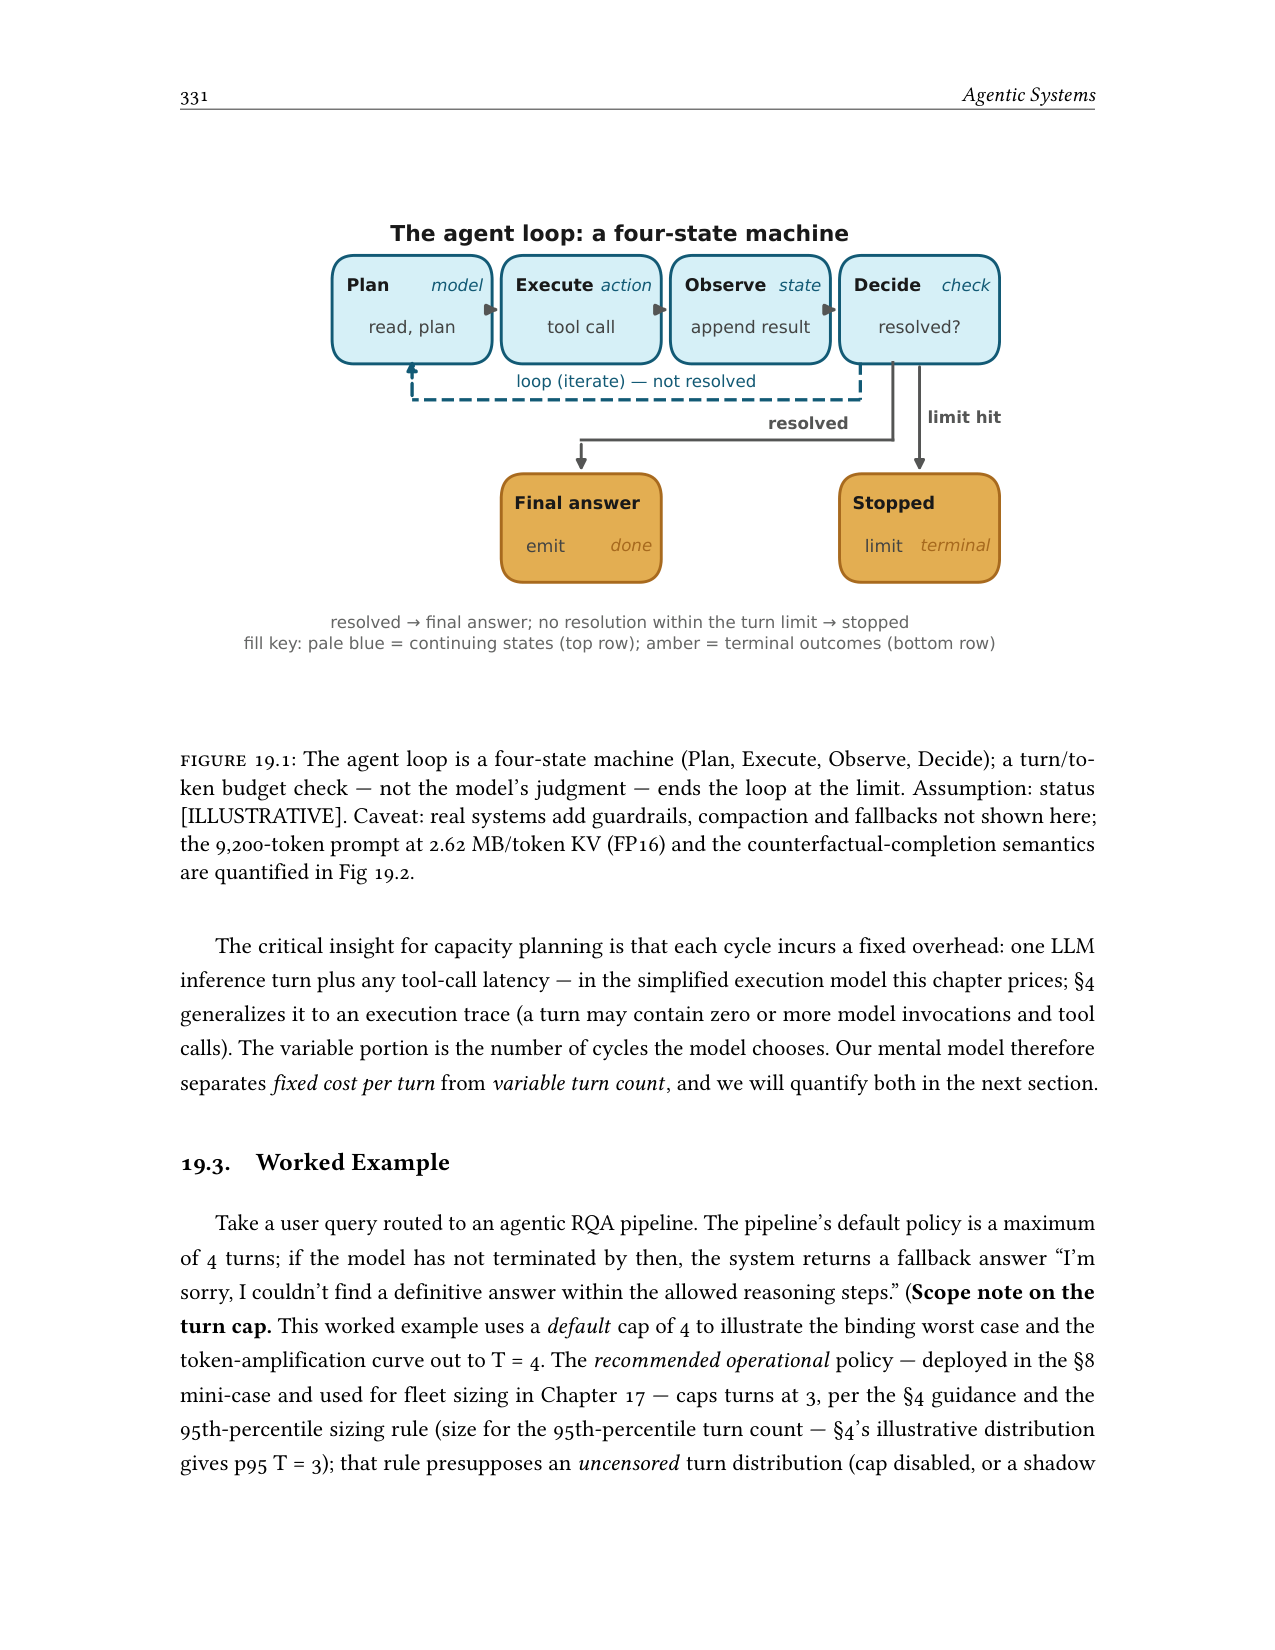 331 Agentic Systems
The agent loop: a four-state machine
Plan model
read, plan
Execute action
tool call
Observe state
append result
Decide check
resolved?
loop (iterate) — not resolved
resolved
limit hit
Final answer
emit done
Stopped
limit terminal
resolved → final answer; no resolution within the turn limit → stopped
fill key: pale blue = continuing states (top row); amber = terminal outcomes (bottom row)
FIGURE 19.1: The agent loop is a four-state machine (Plan, Execute, Observe, Decide); a turn/to-
ken budget check — not the model's judgment — ends the loop at the limit. Assumption: status
[ILLUSTRATIVE]. Caveat: real systems add guardrails, compaction and fallbacks not shown here;
the 9,200-token prompt at 2.62 MB/token KV (FP16) and the counterfactual-completion semantics
are quantified in Fig 19.2.
The critical insight for capacity planning is that each cycle incurs a fixed overhead: one LLM
inference turn plus any tool-call latency — in the simplified execution model this chapter prices; §4
generalizes it to an execution trace (a turn may contain zero or more model invocations and tool
calls). The variable portion is the number of cycles the model chooses. Our mental model therefore
separates fixed cost per turn from variable turn count, and we will quantify both in the next section.
19.3. Worked Example
Take a user query routed to an agentic RQA pipeline. The pipeline's default policy is a maximum
of 4 turns; if the model has not terminated by then, the system returns a fallback answer “I'm
sorry, I couldn't find a definitive answer within the allowed reasoning steps.” (Scope note on the
turn cap. This worked example uses a default cap of 4 to illustrate the binding worst case and the
token-amplification curve out to T = 4. The recommended operational policy — deployed in the §8
mini-case and used for fleet sizing in Chapter 17 — caps turns at 3, per the §4 guidance and the
95th-percentile sizing rule (size for the 95th-percentile turn count — §4's illustrative distribution
gives p95 T = 3); that rule presupposes an uncensored turn distribution (cap disabled, or a shadow